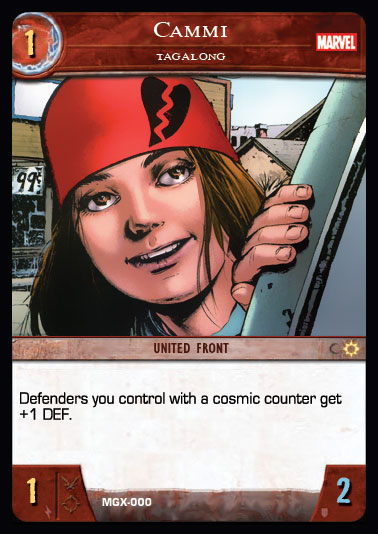 1
CAMMI
TAGALONG
MARVEL
99¢
UNITED FRONT
C
Defenders you control with a cosmic counter get
+1 DEF.
1
MGX-000
2